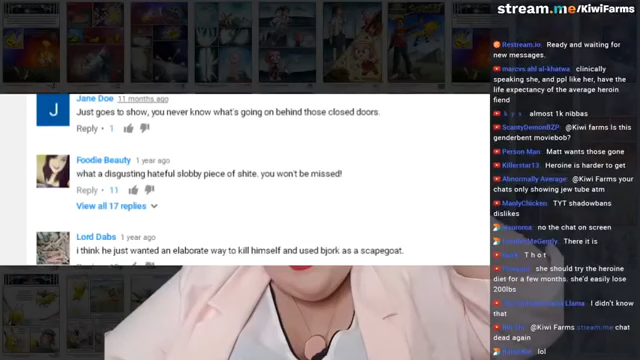 stream.me/KiwiFarms
Restream.io: Ready and waiting for
new messages.
marcvs ahl al-khatwa: clinically
speaking she, and ppl like her, have the
life expectancy of the average heroin
fiend
k y s almost 1k nibbas
ScantyDemonBZP: @Kiwi farms Is this
genderbent moviebob?
Person Man: Matt wants those gone
Killerstar13: Heroine is harder to get
Abnormally Average: @Kiwi Farms your
chats only showing jew tube atm
ManlyChicken: TYT shadowbans
dislikes
no the chat on screen
There it is
T h o t
she should try the heroine
diet for a few months. she'd easily lose
200lbs
Llama: I didn't know
that
@Kiwi Farms stream.me chat
dead again
lol
J
Jane Doe 11 months ago
Just goes to show, you never know what's going on behind those closed doors.
Reply • 1
Foodie Beauty 1 year ago
what a disgusting hateful slobby piece of shite. you won't be missed!
Reply • 11
View all 17 replies
Lord Dabs 1 year ago
i think he just wanted an elaborate way to kill himself and used bjork as a scapegoat.